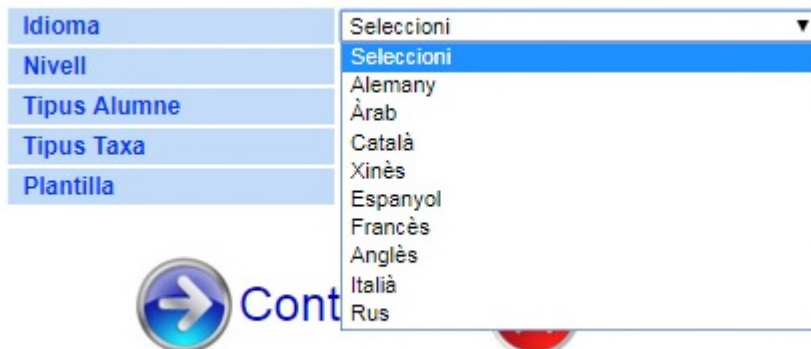 Idioma
Seleccioni
Nivell
Tipus Alumne
Tipus Taxa
Plantilla
Seleccioni
Alemany
Àrab
Català
Xinès
Espanyol
Francès
Anglès
Italià
Rus
Cont